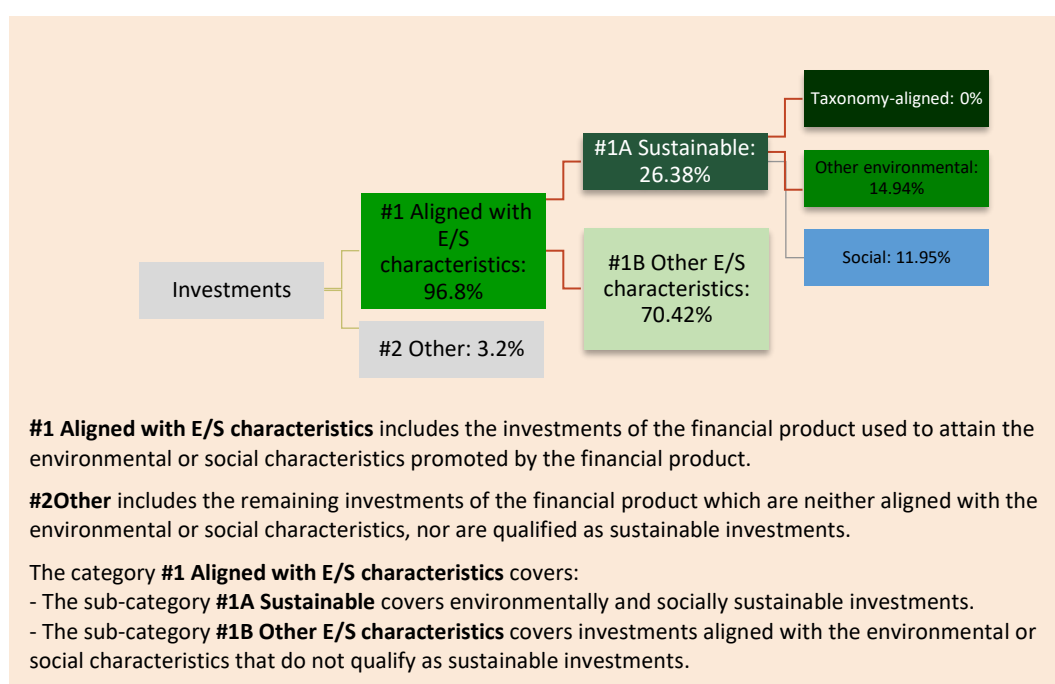 Taxonomy-aligned: 0%
#1A Sustainable:
26.38%
Other environmental:
14.94%
#1 Aligned with
E/S
characteristics:
96.8%
Social: 11.95%
#1B Other E/S
characteristics:
70.42%
Investments
#2 Other: 3.2%
#1 Aligned with E/S characteristics includes the investments of the financial product used to attain the
environmental or social characteristics promoted by the financial product.
#2Other includes the remaining investments of the financial product which are neither aligned with the
environmental or social characteristics, nor are qualified as sustainable investments.
The category #1 Aligned with E/S characteristics covers:
- The sub-category #1A Sustainable covers environmentally and socially sustainable investments.
- The sub-category #1B Other E/S characteristics covers investments aligned with the environmental or
social characteristics that do not qualify as sustainable investments.